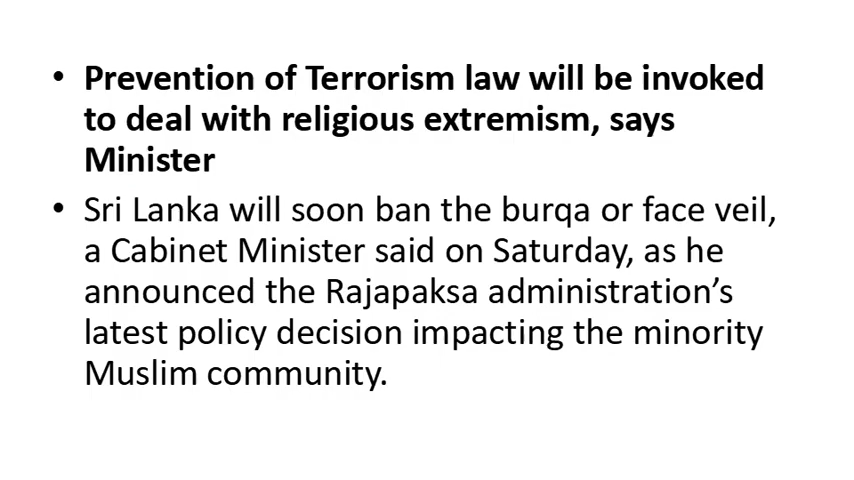 • Prevention of Terrorism law will be invoked
to deal with religious extremism, says
Minister
• Sri Lanka will soon ban the burqa or face veil,
a Cabinet Minister said on Saturday, as he
announced the Rajapaksa administration’s
latest policy decision impacting the minority
Muslim community.